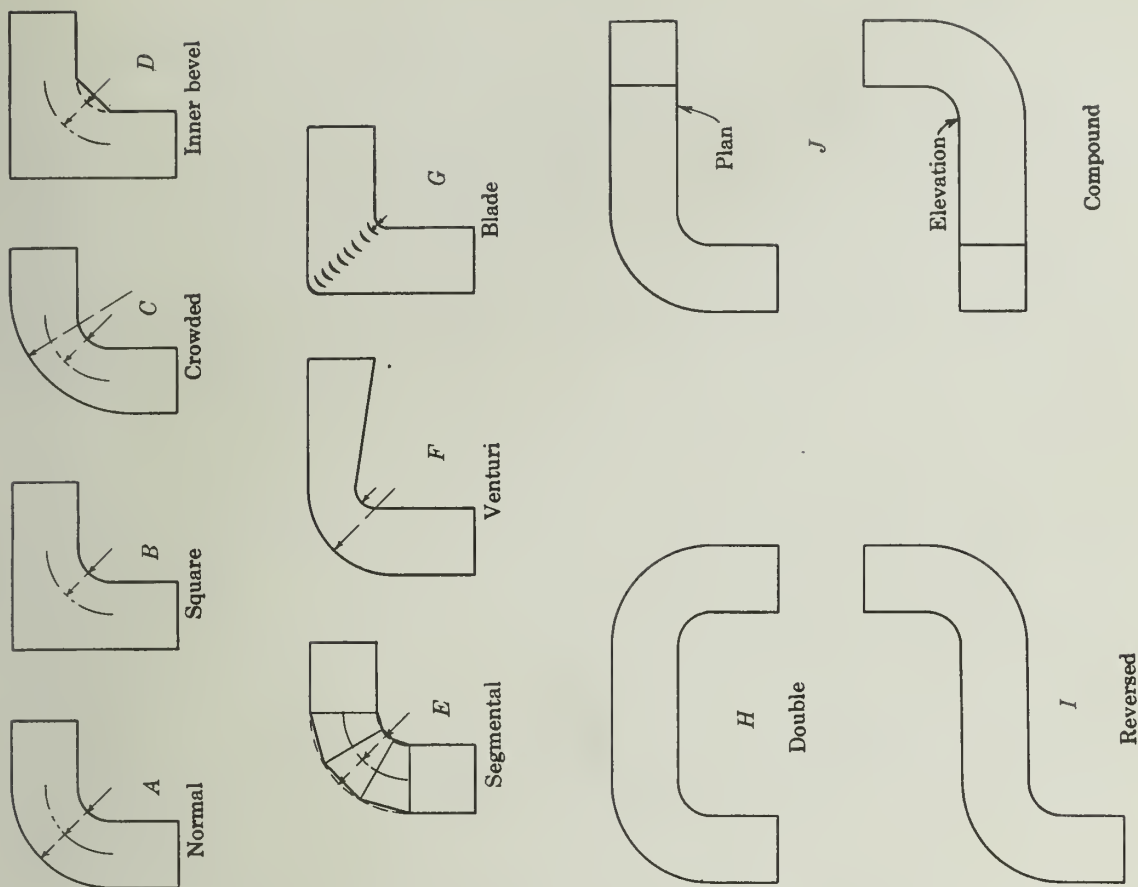 A
Normal
B
Square
C
Crowded
D
Inner bevel
E
Segmental
F
Venturi
G
Blade
H
Double
I
Reversed
Plan
J
Elevation
Compound